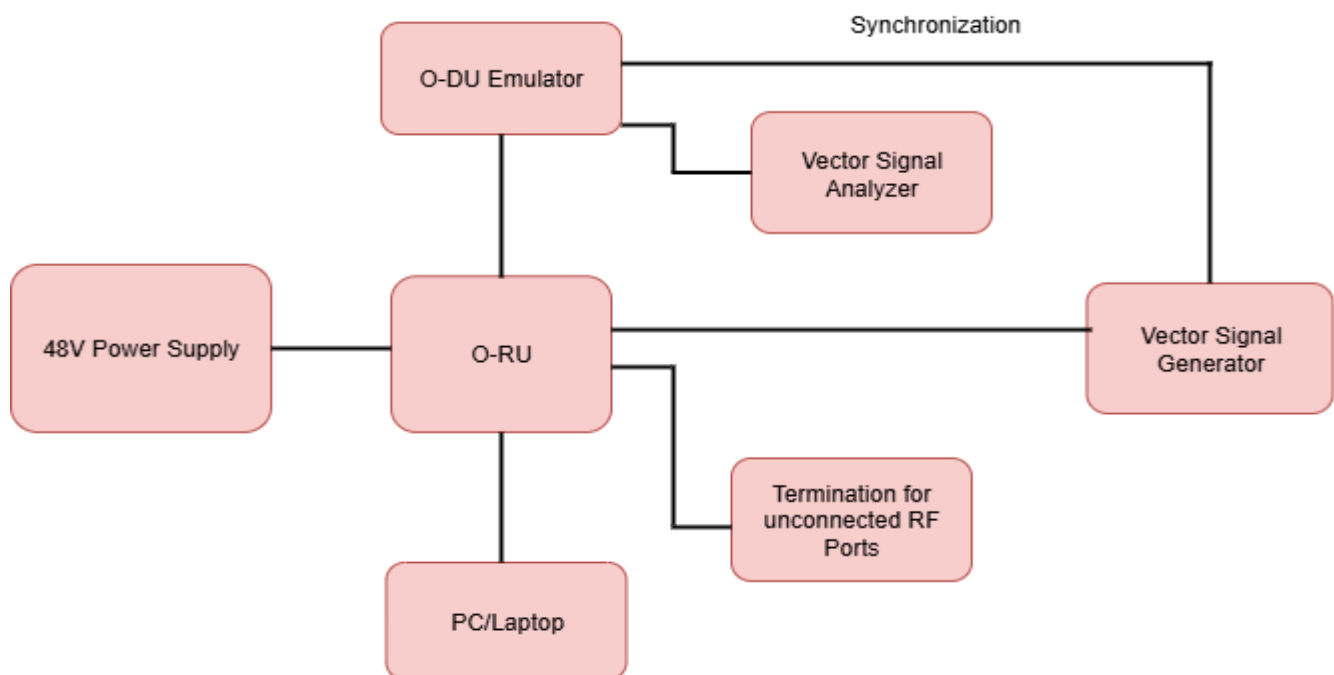 Synchronization
O-DU Emulator
Vector Signal
Analyzer
48V Power Supply
O-RU
Vector Signal
Generator
Termination for
unconnected RF
Ports
PC/Laptop